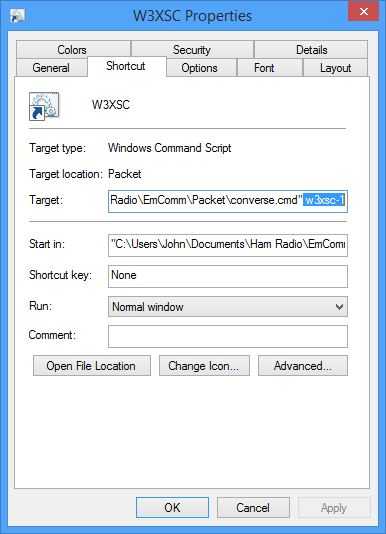 W3XSC Properties
Colors Security Details
General Shortcut Options Font Layout
W3XSC
Target type: Windows Command Script
Target location: Packet
Target: Radio\EmComm\Packet\converse.cmd" w3xsc-1
Start in: "C:\Users\John\Documents\Ham Radio\EmComm
Shortcut key: None
Run: Normal window
Comment:
Open File Location Change Icon... Advanced...
OK Cancel Apply